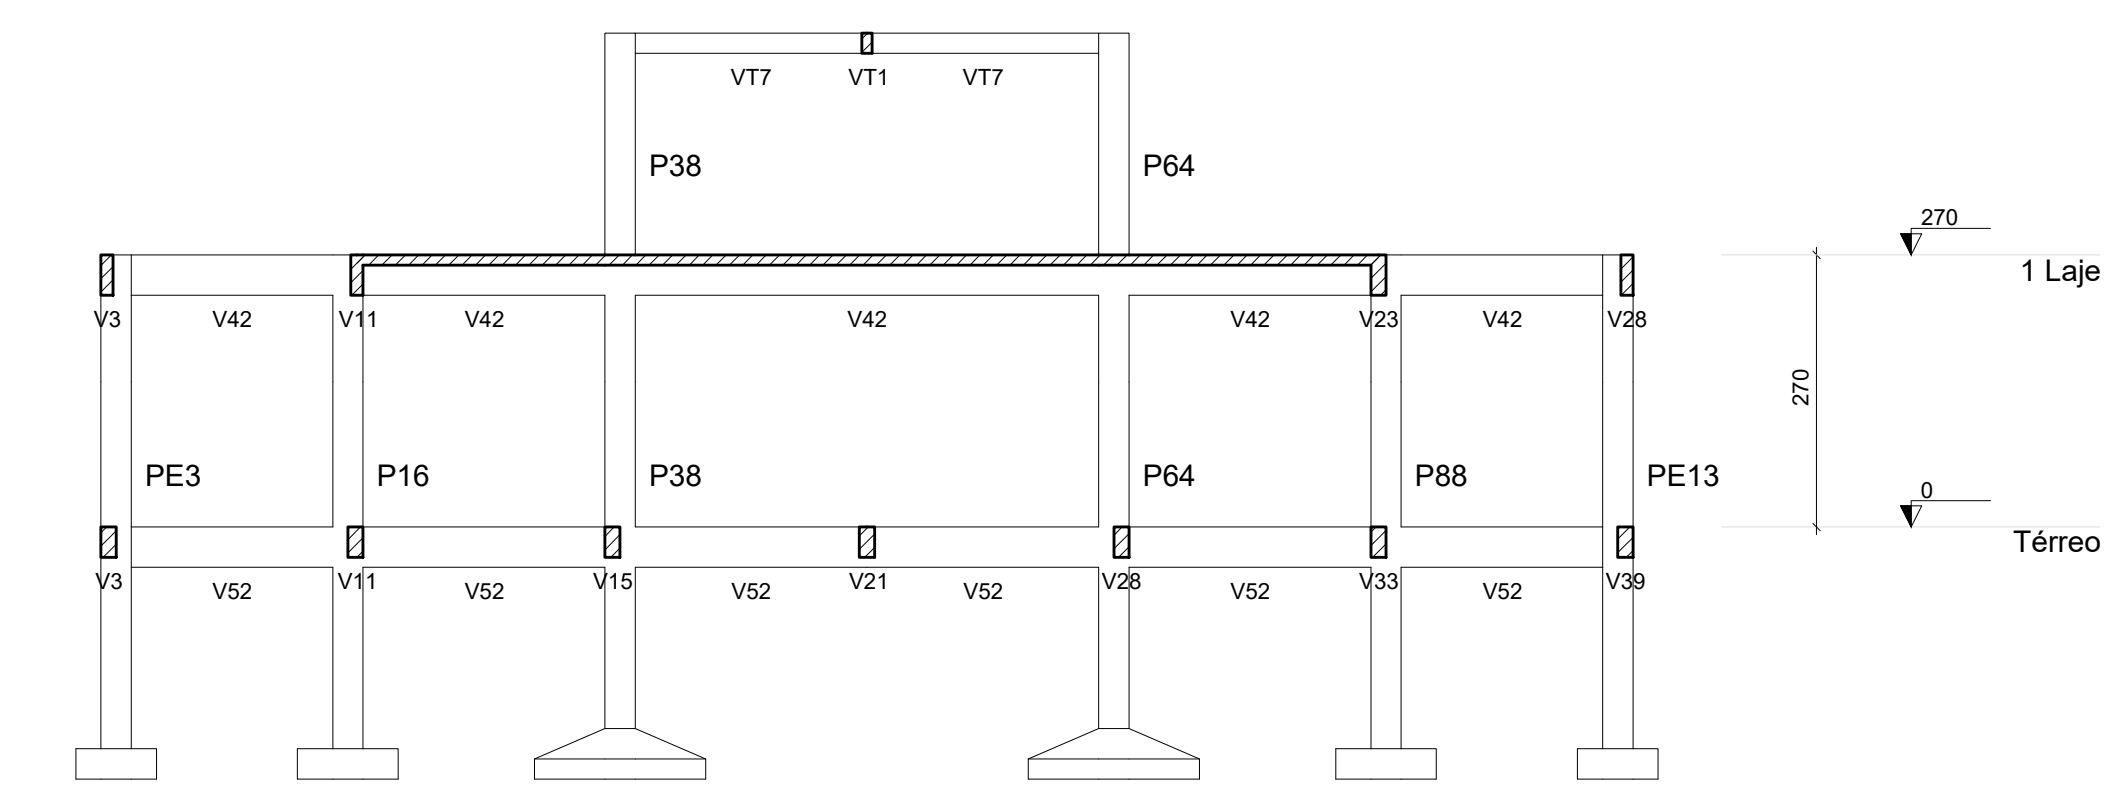 VT7 VT1 VT7
P38 P64
270
1 Laje
V3 V42 V11 V42 V42 V42 V23 V42 V28
270
PE3 P16 P38 P64 P88 PE13
0
Térreo
V3 V52 V11 V52 V15 V52 V21 V52 V28 V52 V33 V52 V39